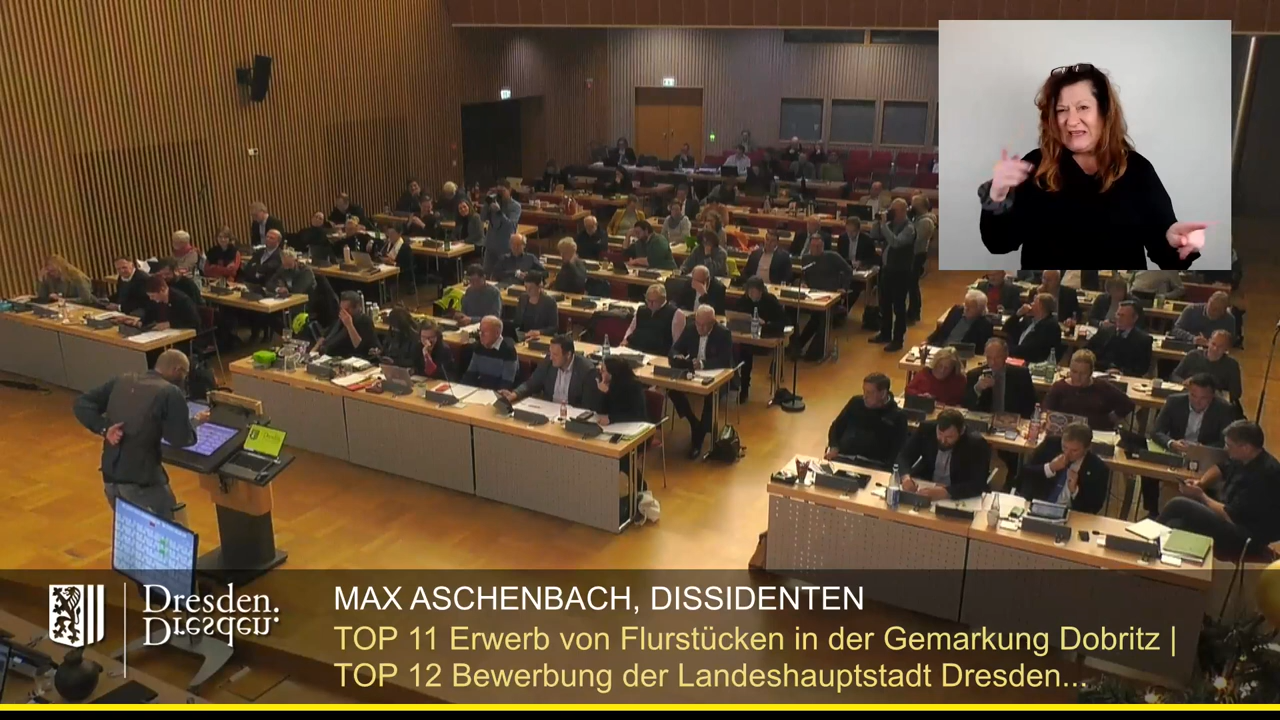 Dresden.
Dresden.
MAX ASCHENBACH, DISSIDENTEN
TOP 11 Erwerb von Flurstücken in der Gemarkung Dobritz |
TOP 12 Bewerbung der Landeshauptstadt Dresden...